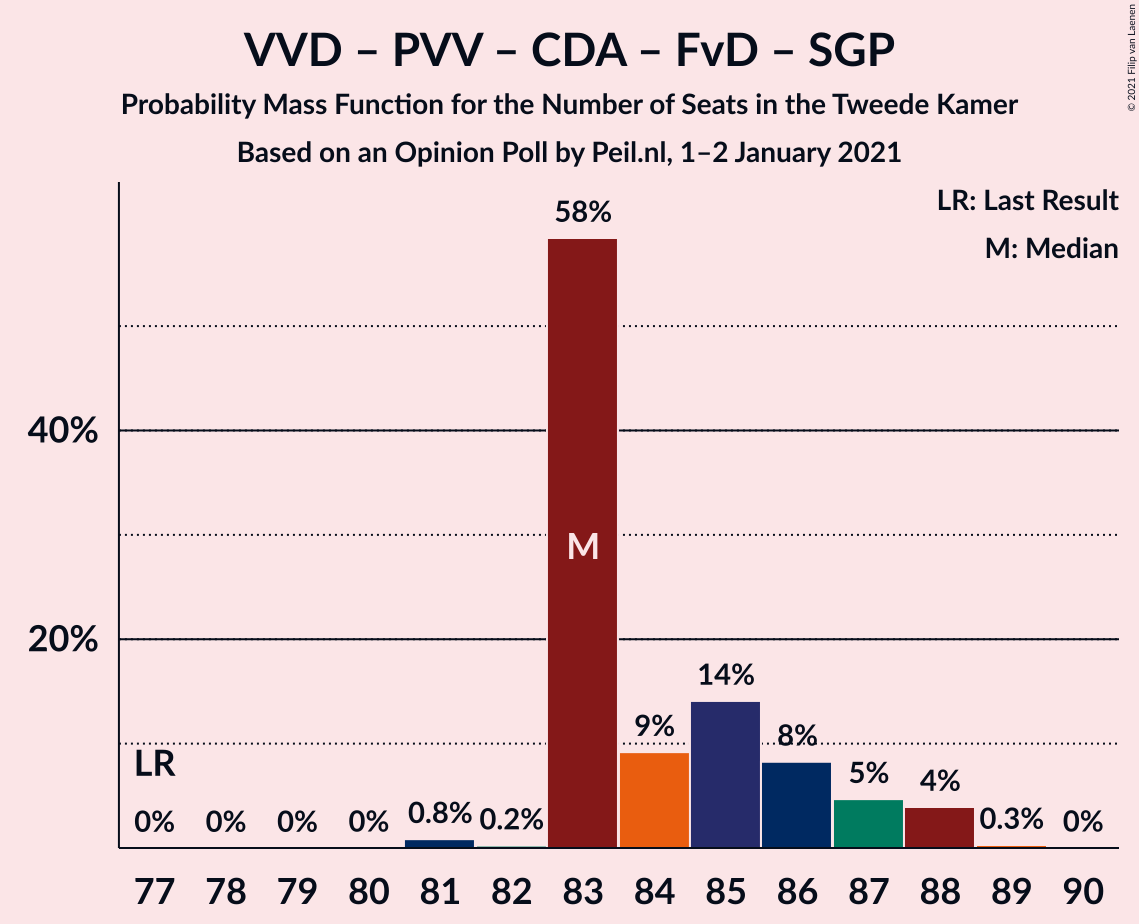 VVD – PVV – CDA – FvD – SGP
Probability Mass Function for the Number of Seats in the Tweede Kamer
Based on an Opinion Poll by Peil.nl, 1–2 January 2021
© 2021 Filip van Laenen
LR: Last Result
M: Median
58%
40%
M
20%
14%
9%
8%
LR
5%
4%
0% 0% 0% 0% 0.8% 0.2% 0.3% 0%
77 78 79 80 81 82 83 84 85 86 87 88 89 90